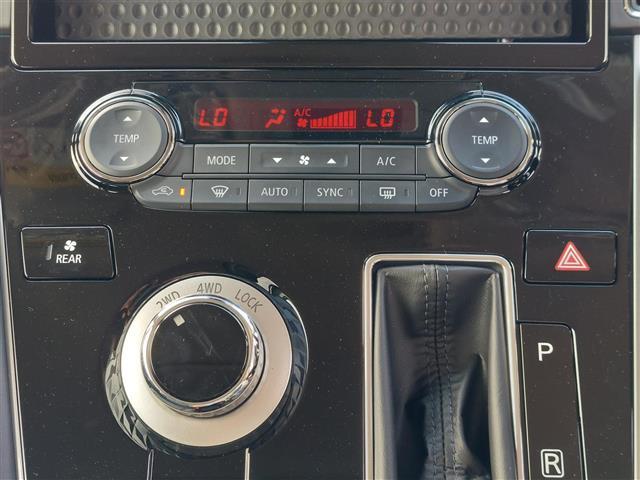 LO A/C LO
TEMP
TEMP
MODE
A/C
AUTO
SYNC
OFF
REAR
2WD 4WD LOCK
P
R